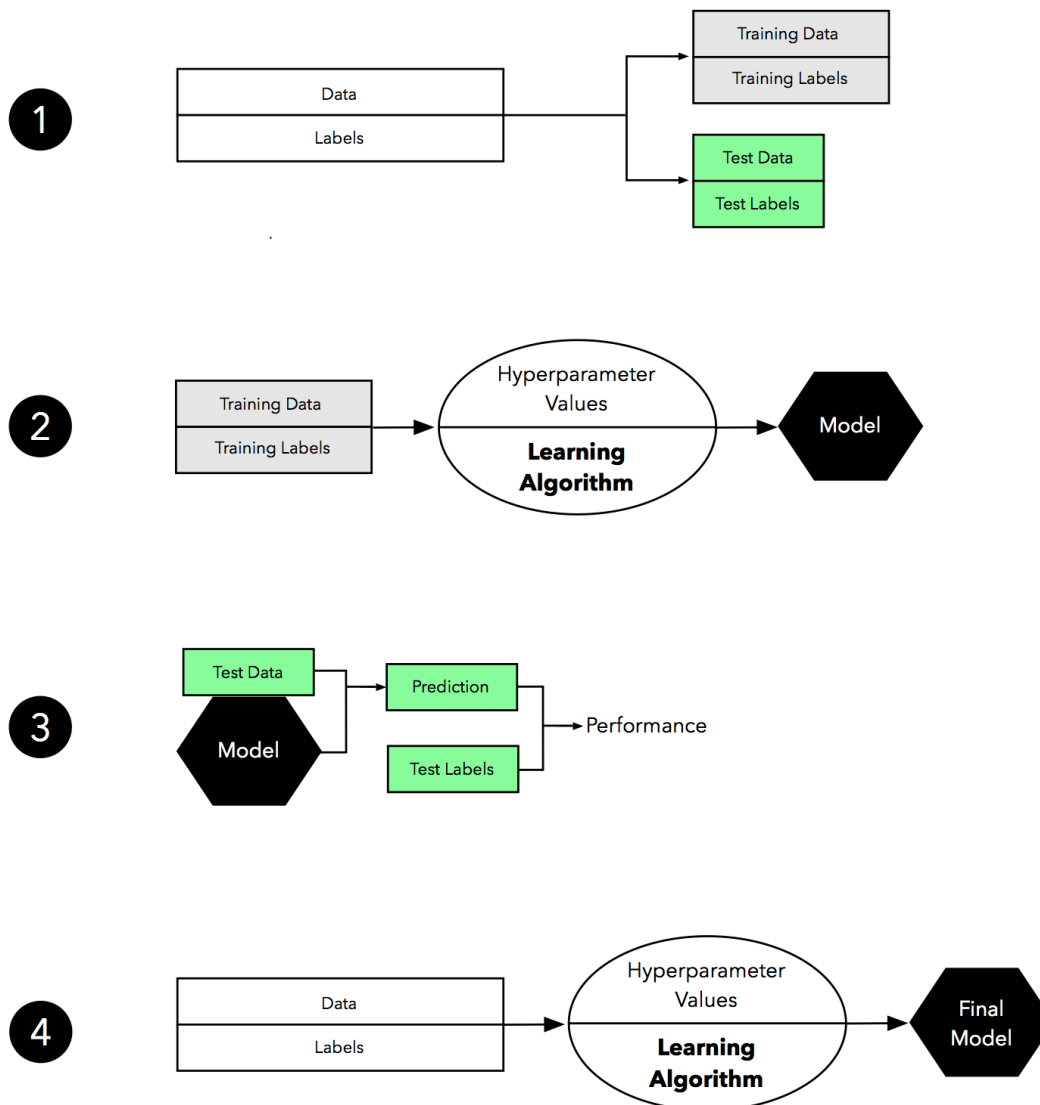 1
Data
Labels
Training Data
Training Labels
Test Data
Test Labels
2
Training Data
Training Labels
Hyperparameter
Values
Learning
Algorithm
Model
3
Test Data
Model
Prediction
Test Labels
Performance
4
Data
Labels
Hyperparameter
Values
Learning
Algorithm
Final
Model